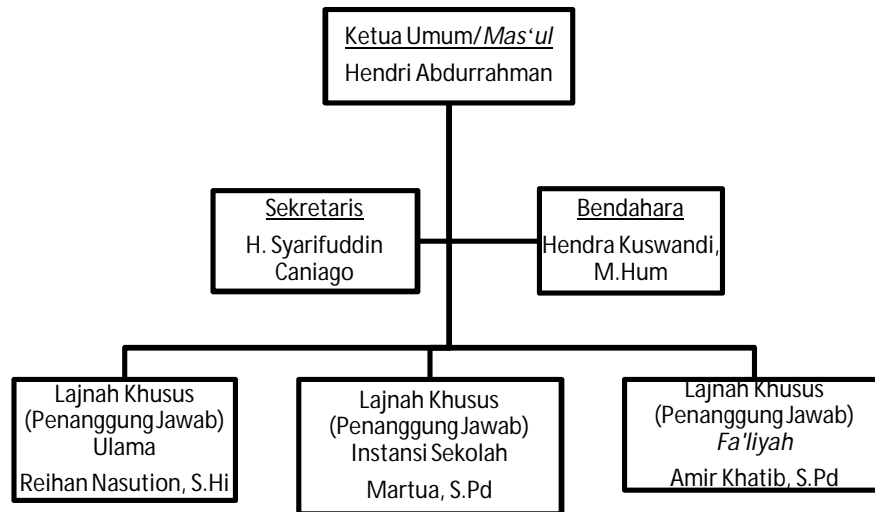 Ketua Umum/Mas‘ul
Hendri Abdurrahman
Sekretaris
H. Syarifuddin
Caniago
Bendahara
Hendra Kuswandi,
M.Hum
Lajnah Khusus
(Penanggung Jawab)
Ulama
Reihan Nasution, S.Hi
Lajnah Khusus
(Penanggung Jawab)
Instansi Sekolah
Martua, S.Pd
Lajnah Khusus
(Penanggung Jawab)
Fa'liyah
Amir Khatib, S.Pd